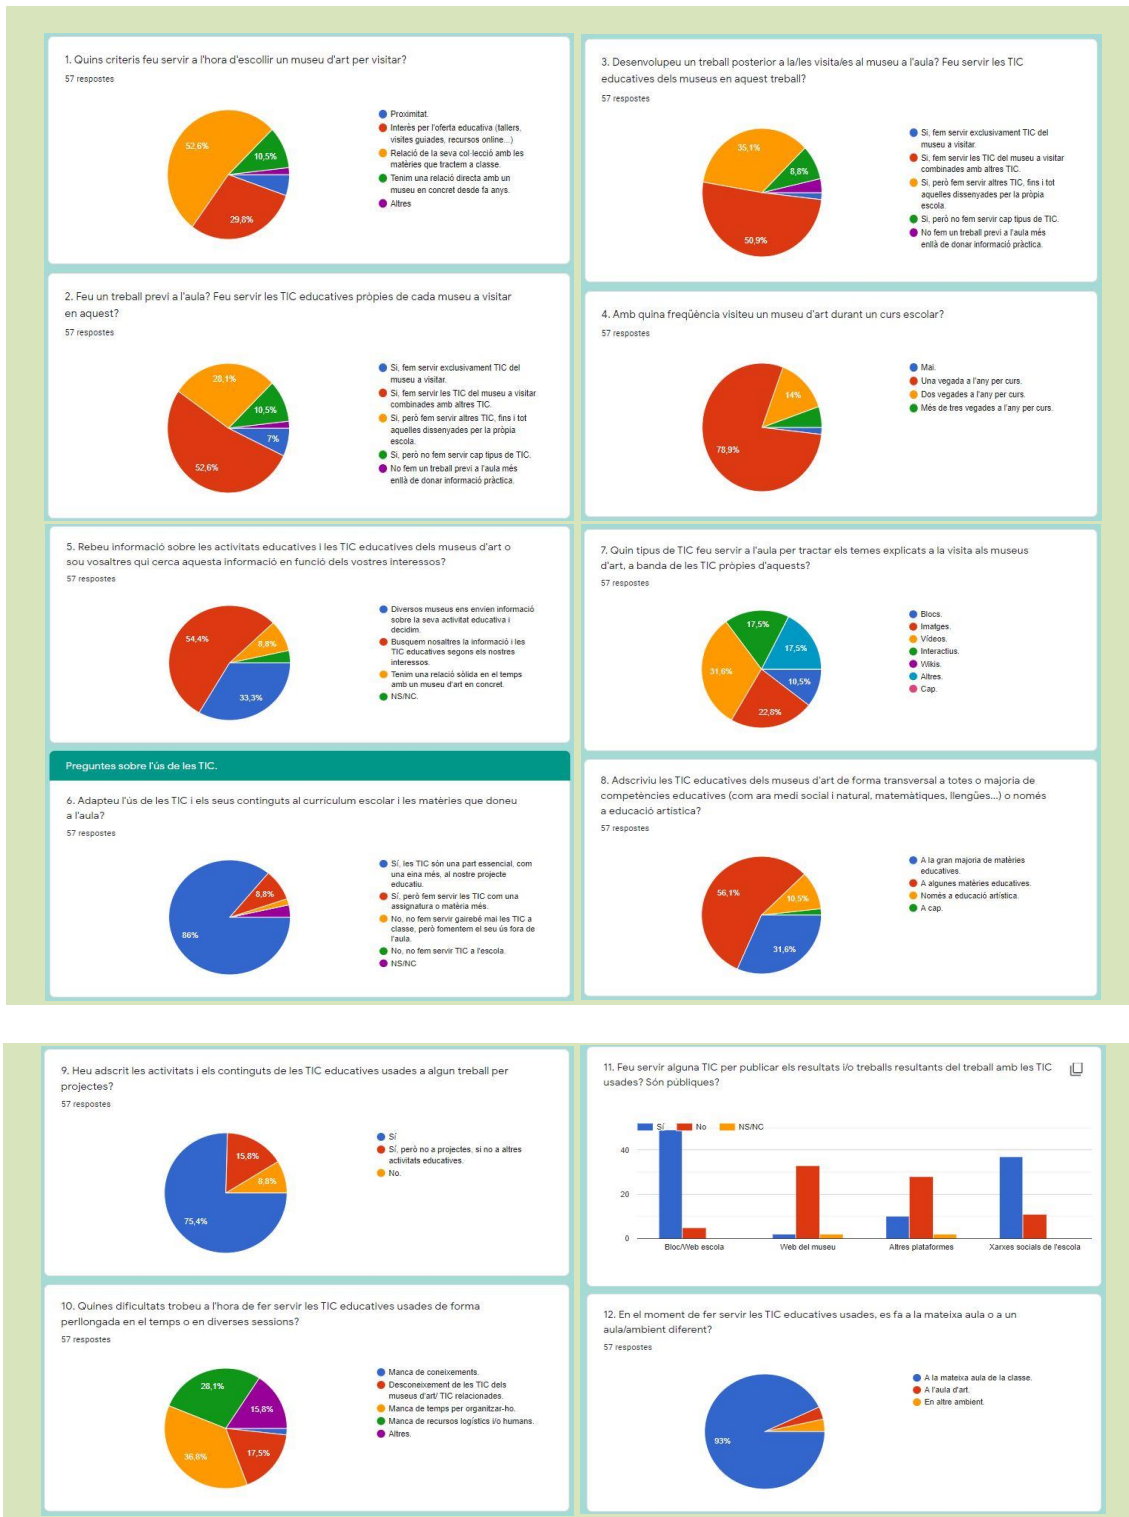 1. Quins criteris feu servir a l'hora d'escollir un museu d'art per visitar?
57 respostes
52,6%
10,5%
29,8%
Proximitat.
Interès per l'oferta educativa (tallers,
visites guiades, recursos online...)
Relació de la seva col·lecció amb les
matèries que tractem a classe.
Tenim una relació directa amb un
museu en concret desde fa anys.
Altres
2. Feu un treball previ a l'aula? Feu servir les TIC educatives pròpies de cada museu a visitar
en aquest?
57 respostes
28,1%
10,5%
7%
52,6%
Si, fem servir exclusivament TIC del
museu a visitar.
Si, fem servir les TIC del museu a visitar
combinades amb altres TIC.
Si, però fem servir altres TIC, fins i tot
aquelles dissenyades per la pròpia
escola.
Si, però no fem servir cap tipus de TIC.
No fem un treball previ a l'aula més
enllà de donar informació pràctica.
3. Desenvolupeu un treball posterior a la/les visita/es al museu a l'aula? Feu servir les TIC
educatives dels museus en aquest treball?
57 respostes
35,1%
8,8%
50,9%
Si, fem servir exclusivament TIC del
museu a visitar.
Si, fem servir les TIC del museu a visitar
combinades amb altres TIC.
Si, però fem servir altres TIC, fins i tot
aquelles dissenyades per la pròpia
escola.
Si, però no fem servir cap tipus de TIC.
No fem un treball previ a l'aula més
enllà de donar informació pràctica.
4. Amb quina freqüència visiteu un museu d'art durant un curs escolar?
57 respostes
14%
78,9%
Mai.
Una vegada a l'any per curs.
Dos vegades a l'any per curs.
Més de tres vegades a l'any per curs.
5. Rebeu informació sobre les activitats educatives i les TIC educatives dels museus d'art o
sou vosaltres qui cerca aquesta informació en funció dels vostres interessos?
57 respostes
54,4%
8,8%
33,3%
Diversos museus ens envien informació
sobre la seva activitat educativa i
decidim.
Busquem nosaltres la informació i les
TIC educatives segons els nostres
interessos.
Tenim una relació sòlida en el temps
amb un museu d'art en concret.
NS/NC.
Preguntes sobre l'ús de les TIC.
6. Adapteu l'ús de les TIC i els seus continguts al currículum escolar i les matèries que doneu
a l'aula?
57 respostes
8,8%
86%
Sí, les TIC són una part essencial, com
una eina més, al nostre projecte
educatiu.
Sí, però fem servir les TIC com una
assignatura o matèria més.
No, no fem servir gairebé mai les TIC a
classe, però fomentem el seu ús fora de
l'aula.
No, no fem servir TIC a l'escola.
NS/NC
7. Quin tipus de TIC feu servir a l'aula per tractar els temes explicats a la visita als museus
d'art, a banda de les TIC pròpies d'aquests?
57 respostes
17,5%
17,5%
31,6%
10,5%
22,8%
Blocs.
Imatges.
Vídeos.
Interactius.
Wikis.
Altres.
Cap.
8. Adscriviu les TIC educatives dels museus d'art de forma transversal a totes o majoria de
competències educatives (com ara medi social i natural, matemàtiques, llengües...) o només
a educació artística?
57 respostes
56,1%
10,5%
31,6%
A la gran majoria de matèries
educatives.
A algunes matèries educatives.
Només a educació artística.
A cap.
9. Heu adscrit les activitats i els continguts de les TIC educatives usades a algun treball per
projectes?
57 respostes
15,8%
8,8%
75,4%
Sí
Sí, però no a projectes, si no a altres
activitats educatives.
No.
10. Quines dificultats trobeu a l'hora de fer servir les TIC educatives usades de forma
perllongada en el temps o en diverses sessions?
57 respostes
28,1%
15,8%
36,8%
17,5%
Manca de coneixements.
Desconeixement de les TIC dels
museus d'art/ TIC relacionades.
Manca de temps per organitzar-ho.
Manca de recursos logístics i/o humans.
Altres.
11. Feu servir alguna TIC per publicar els resultats i/o treballs resultants del treball amb les TIC
usades? Són públiques?
Sí
No
NS/NC
40
20
0
Bloc/Web escola
Web del museu
Altres plataformes
Xarxes socials de l'escola
12. En el moment de fer servir les TIC educatives usades, es fa a la mateixa aula o a un
aula/ambient diferent?
57 respostes
93%
A la mateixa aula de la classe.
A l'aula d'art.
En altre ambient.